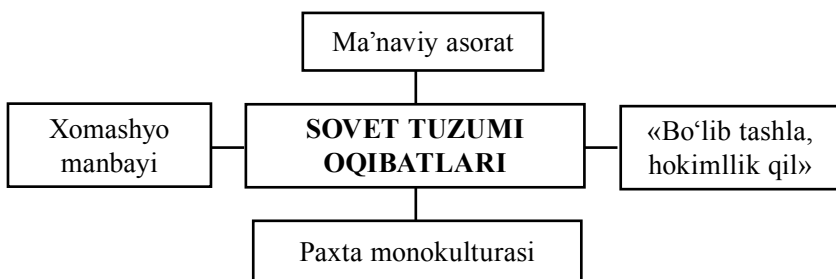 Ma’naviy asorat
Xomashyo
manbayi
SOVET TUZUMI
OQIBATLARI
«Bo‘lib tashla,
hokimllik qil»
Paxta monokulturasi